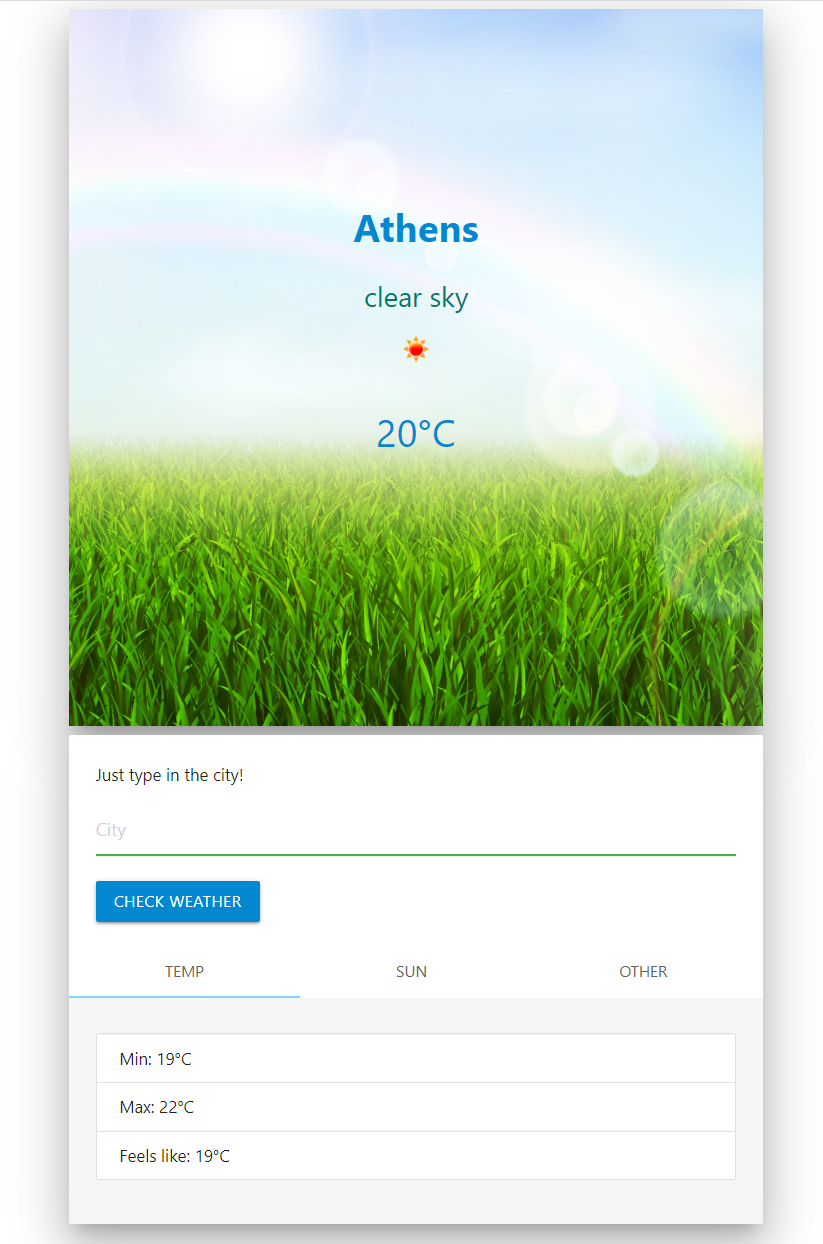 Athens
clear sky
20°C
Just type in the city!
City
CHECK WEATHER
TEMP SUN OTHER
Min: 19°C
Max: 22°C
Feels like: 19°C